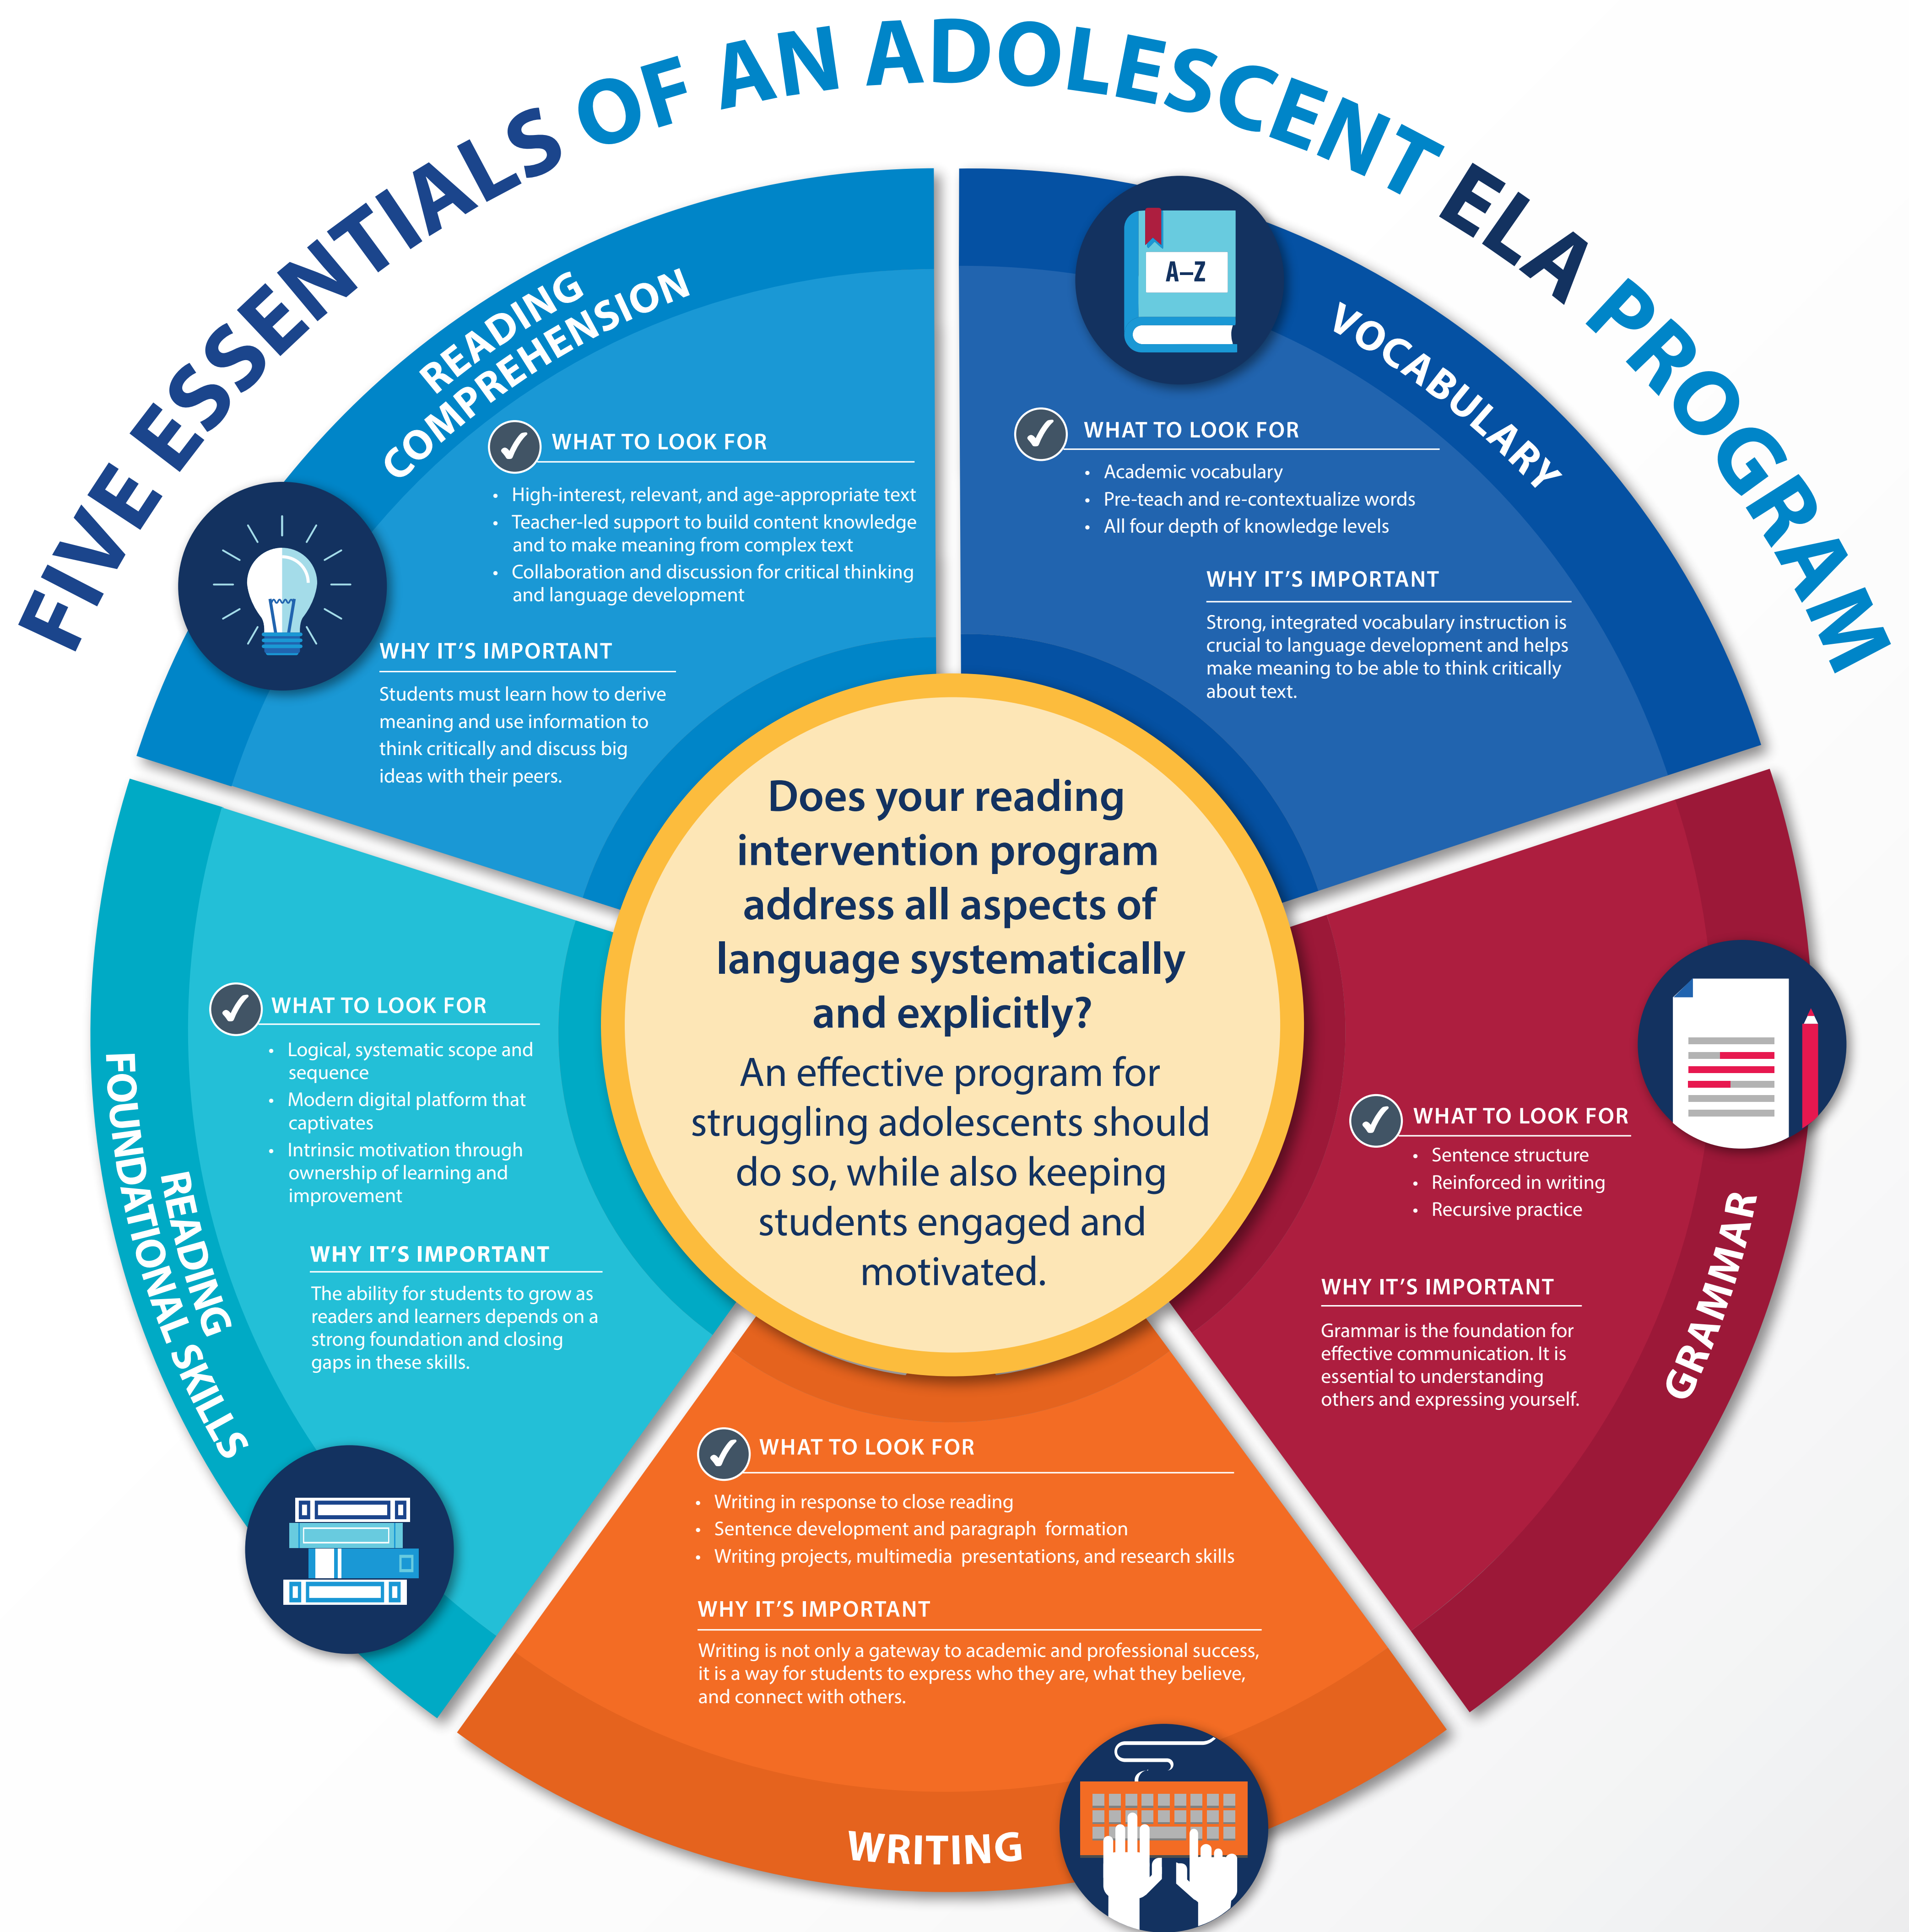 FIVE ESSENTIALS OF AN ADOLESCENT ELA PROGRAM
READING
COMPREHENSION
WHAT TO LOOK FOR
• High-interest, relevant, and age-appropriate text
• Teacher-led support to build content knowledge
and to make meaning from complex text
• Collaboration and discussion for critical thinking
and language development
WHY IT'S IMPORTANT
Students must learn how to derive
meaning and use information to
think critically and discuss big
ideas with their peers.
A–Z
VOCABULARY
WHAT TO LOOK FOR
• Academic vocabulary
• Pre-teach and re-contextualize words
• All four depth of knowledge levels
WHY IT'S IMPORTANT
Strong, integrated vocabulary instruction is
crucial to language development and helps
make meaning to be able to think critically
about text.
Does your reading
intervention program
address all aspects of
language systematically
and explicitly?
An effective program for
struggling adolescents should
do so, while also keeping
students engaged and
motivated.
READING
FOUNDATIONAL SKILLS
WHAT TO LOOK FOR
• Logical, systematic scope and
sequence
• Modern digital platform that
captivates
• Intrinsic motivation through
ownership of learning and
improvement
WHY IT'S IMPORTANT
The ability for students to grow as
readers and learners depends on a
strong foundation and closing
gaps in these skills.
GRAMMAR
WHAT TO LOOK FOR
• Sentence structure
• Reinforced in writing
• Recursive practice
WHY IT'S IMPORTANT
Grammar is the foundation for
effective communication. It is
essential to understanding
others and expressing yourself.
WHAT TO LOOK FOR
• Writing in response to close reading
• Sentence development and paragraph formation
• Writing projects, multimedia presentations, and research skills
WHY IT'S IMPORTANT
Writing is not only a gateway to academic and professional success,
it is a way for students to express who they are, what they believe,
and connect with others.
WRITING